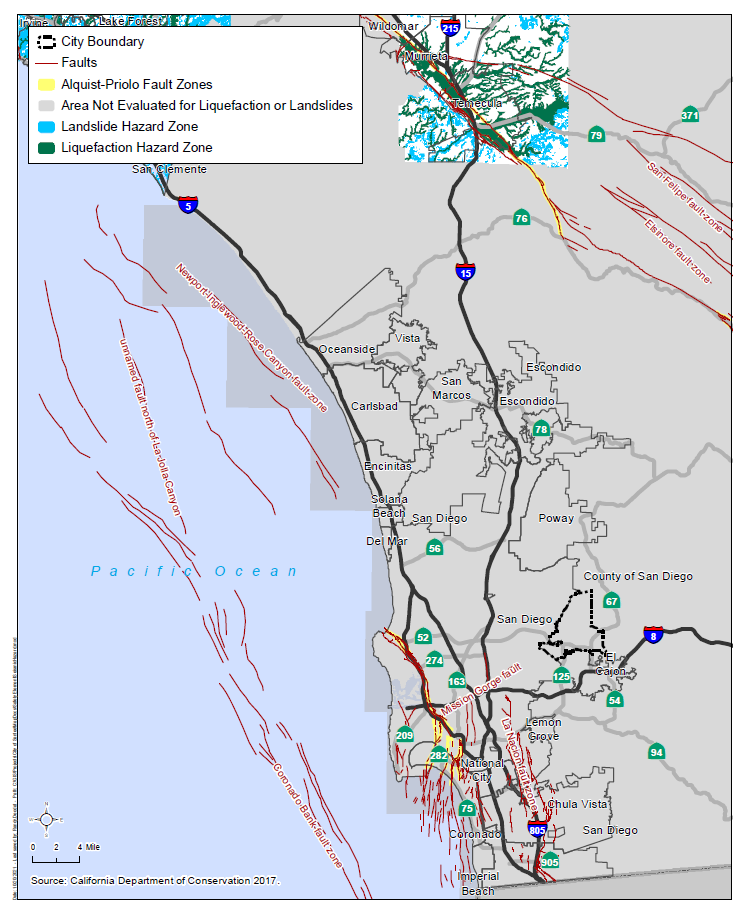 Irvine
Lake Forest
City Boundary
Faults
Alquist-Priolo Fault Zones
Area Not Evaluated for Liquefaction or Landslides
Landslide Hazard Zone
Liquefaction Hazard Zone
Wildomar
215
Murrieta
Temecula
79
371
San Clemente
5
76
15
San Felipe fault zone
Elsinore fault zone
Newport-Inglewood-Rose Canyon fault zone
unnamed fault north of La Jolla Canyon
Oceanside
Vista
San
Marcos
Escondido
Escondido
Carlsbad
78
Encinitas
Solana
Beach
San Diego
Poway
Del Mar
56
Pacific Ocean
County of San Diego
67
San Diego
8
52
274
El
Cajon
163
125
Mission Gorge fault
54
209
282
Lemon
Grove
La Nacion fault zone
94
National
City
75
Chula Vista
Coronado
805
San Diego
905
Imperial
Beach
Coronado Bank fault zone
N
W
E
S
0 2 4 Mile
Source: California Department of Conservation 2017.